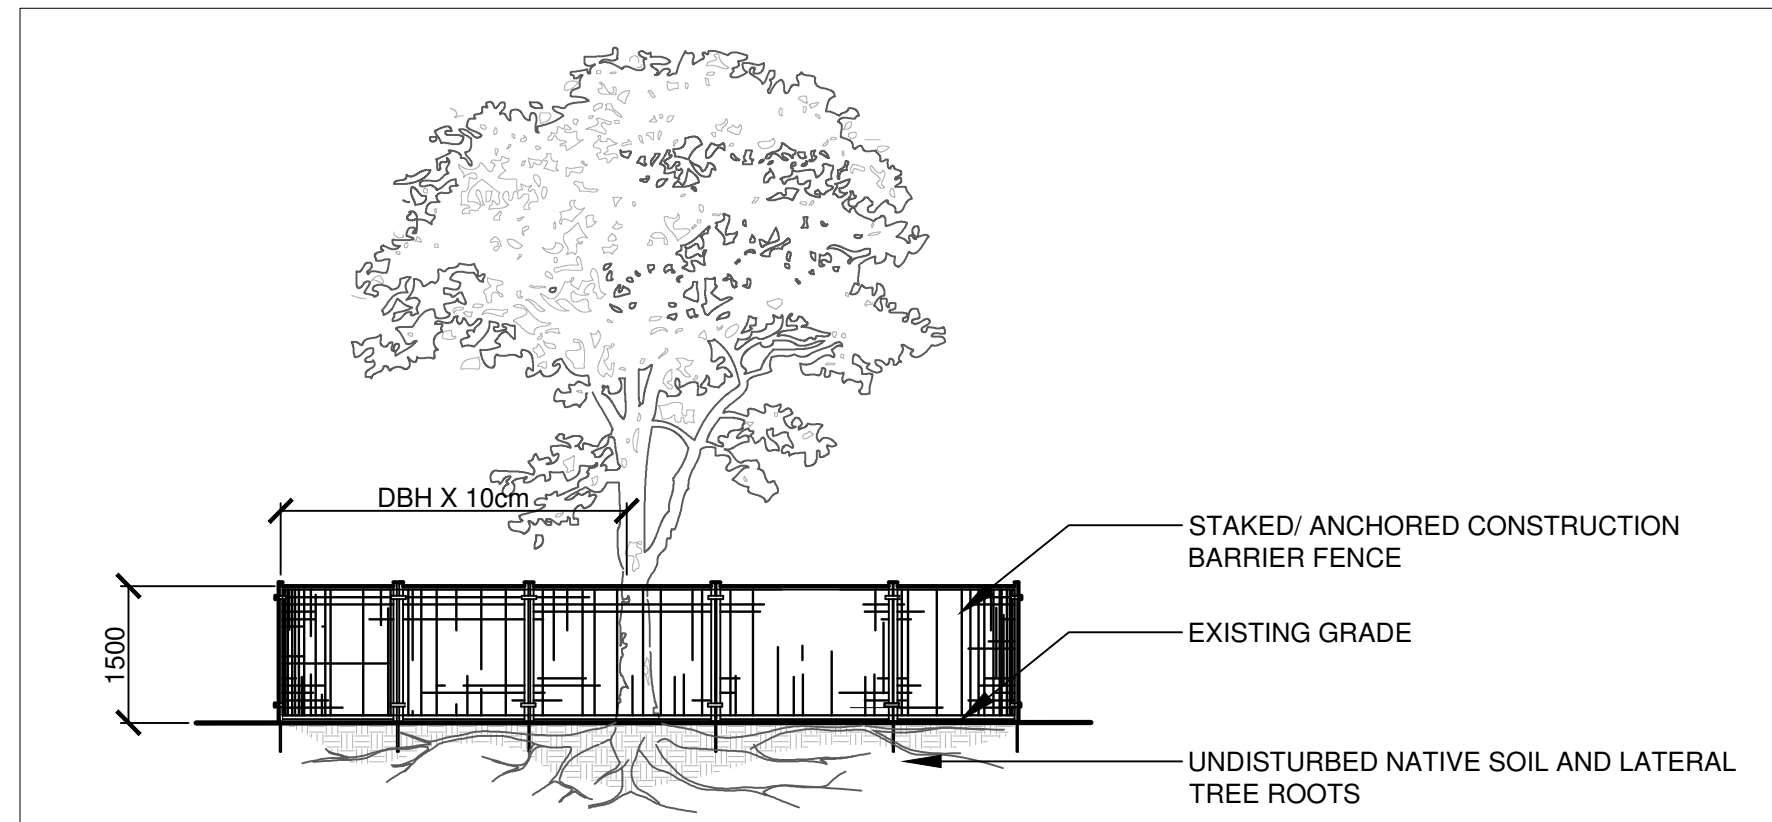 DBH X 10cm
STAKED/ ANCHORED CONSTRUCTION
BARRIER FENCE
EXISTING GRADE
1500
UNDISTURBED NATIVE SOIL AND LATERAL
TREE ROOTS